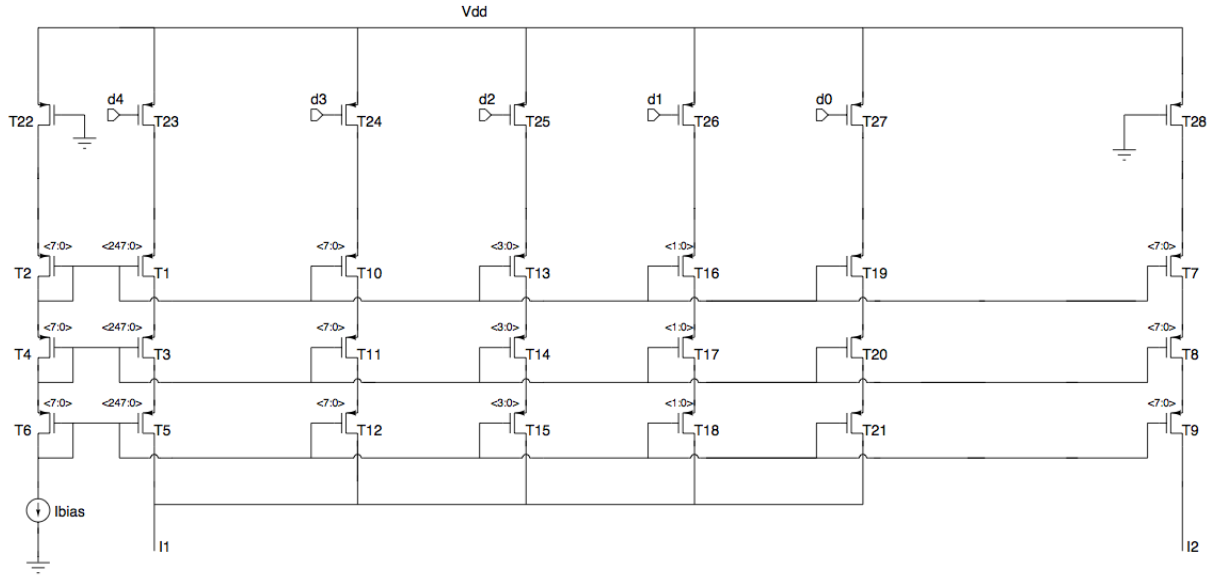 Vdd
d4 d3 d2 d1 d0
T22 T23 T24 T25 T26 T27 T28
<7:0> <247:0> <7:0> <3:0> <1:0> <7:0>
T2 T1 T10 T13 T16 T19 T7
<7:0> <247:0> <7:0> <3:0> <1:0> <7:0>
T4 T3 T11 T14 T17 T20 T8
<7:0> <247:0> <7:0> <3:0> <1:0> <7:0>
T6 T5 T12 T15 T18 T21 T9
Ibias
I1 I2